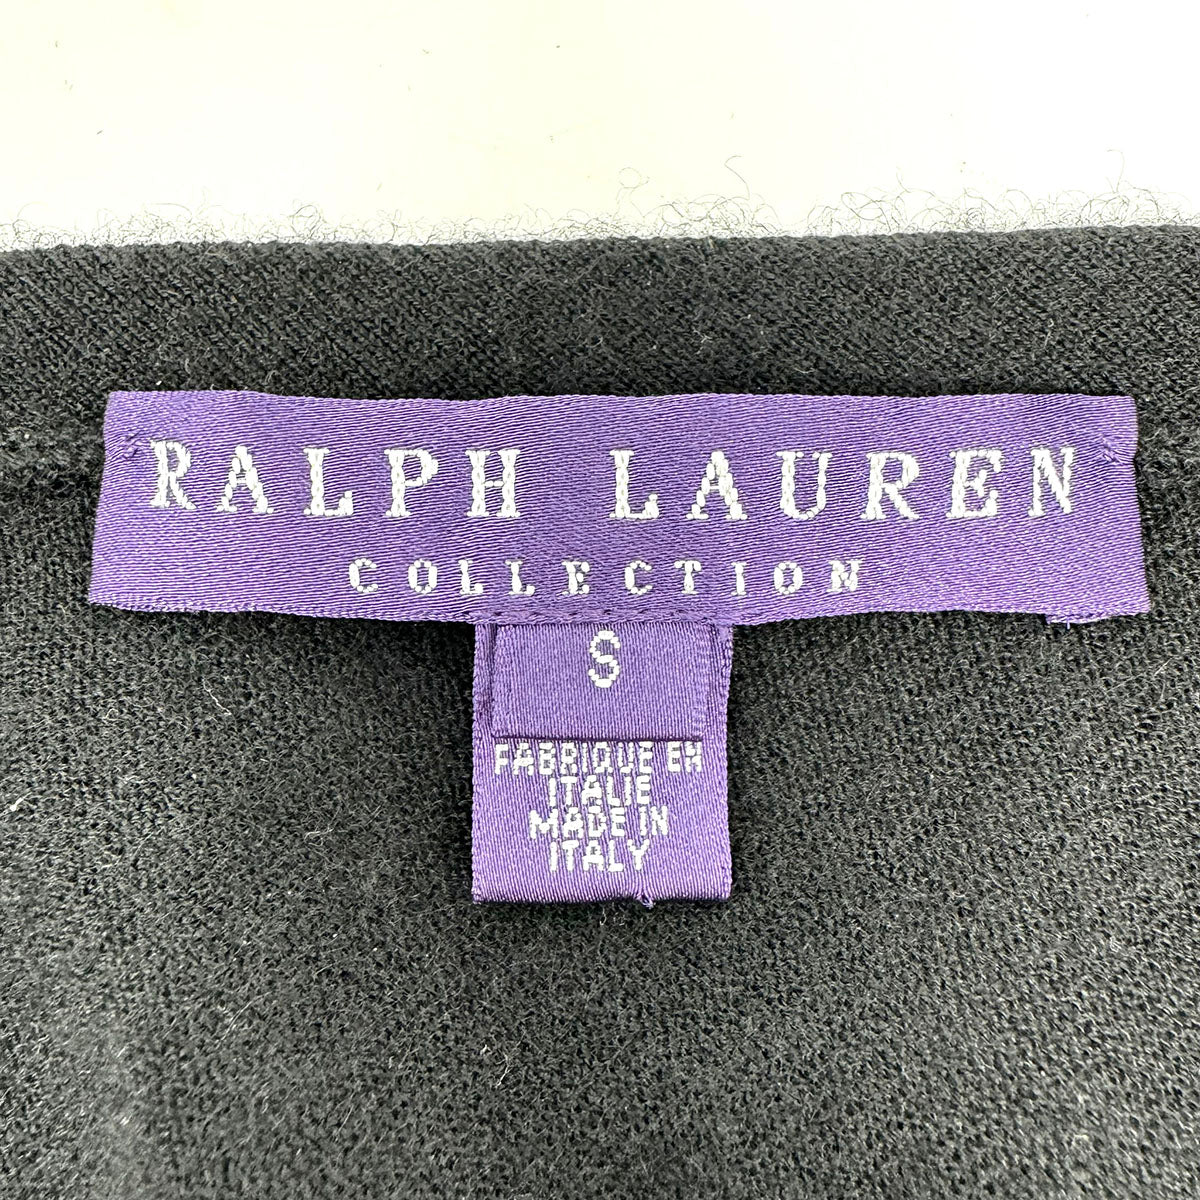 RALPH LAUREN
COLLECTION
S
FABRIQUE EN
ITALIE
MADE IN
ITALY